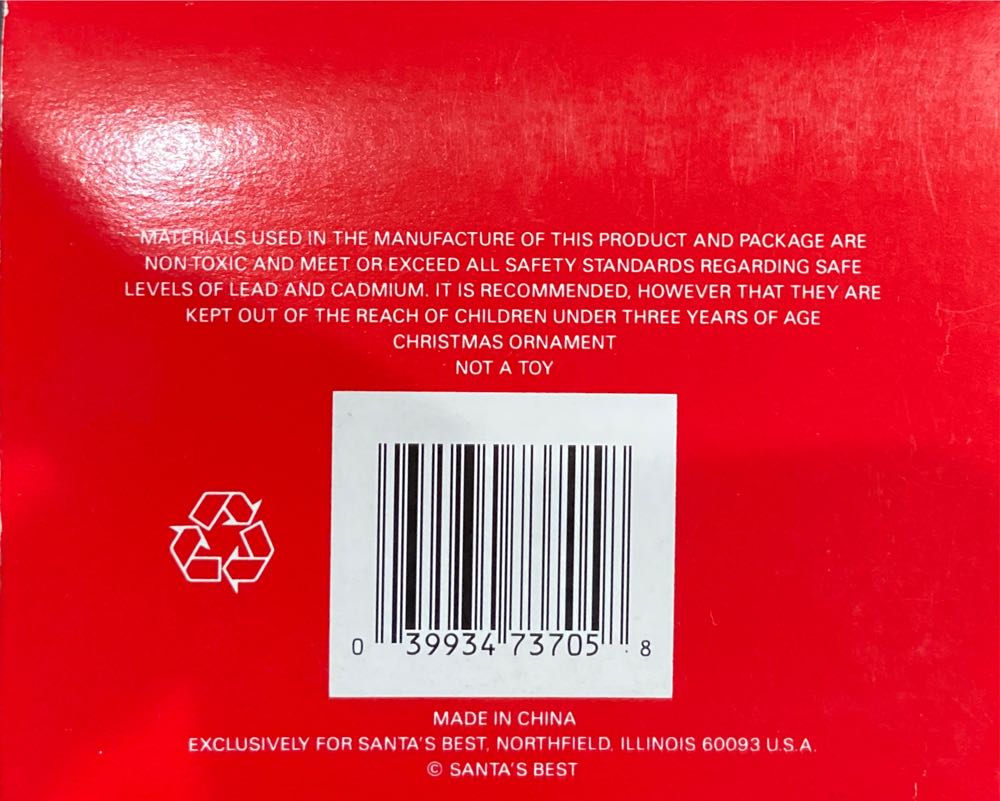 MATERIALS USED IN THE MANUFACTURE OF THIS PRODUCT AND PACKAGE ARE
NON-TOXIC AND MEET OR EXCEED ALL SAFETY STANDARDS REGARDING SAFE
LEVELS OF LEAD AND CADMIUM. IT IS RECOMMENDED, HOWEVER THAT THEY ARE
KEPT OUT OF THE REACH OF CHILDREN UNDER THREE YEARS OF AGE
CHRISTMAS ORNAMENT
NOT A TOY
0 39934 73705 8
MADE IN CHINA
EXCLUSIVELY FOR SANTA'S BEST, NORTHFIELD, ILLINOIS 60093 U.S.A.
© SANTA'S BEST